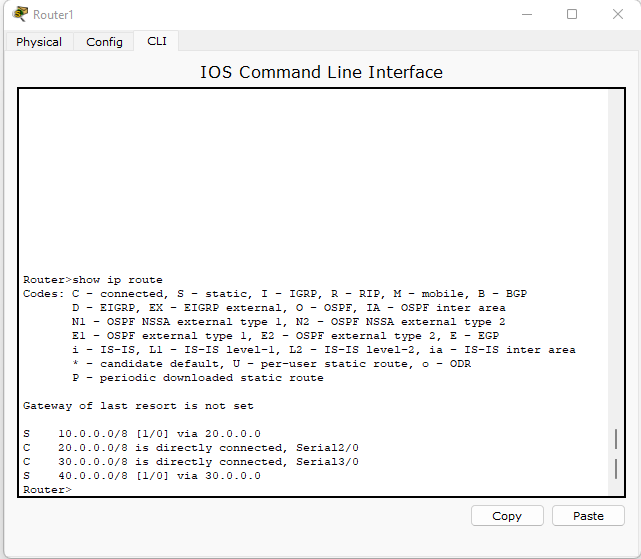 Router1
Physical Config CLI
IOS Command Line Interface
Router>show ip route
Codes: C - connected, S - static, I - IGRP, R - RIP, M - mobile, B - BGP
       D - EIGRP, EX - EIGRP external, O - OSPF, IA - OSPF inter area
       N1 - OSPF NSSA external type 1, N2 - OSPF NSSA external type 2
       E1 - OSPF external type 1, E2 - OSPF external type 2, E - EGP
       i - IS-IS, L1 - IS-IS level-1, L2 - IS-IS level-2, ia - IS-IS inter area
       * - candidate default, U - per-user static route, o - ODR
       P - periodic downloaded static route
Gateway of last resort is not set
S    10.0.0.0/8 [1/0] via 20.0.0.0
C    20.0.0.0/8 is directly connected, Serial2/0
C    30.0.0.0/8 is directly connected, Serial3/0
S    40.0.0.0/8 [1/0] via 30.0.0.0
Router>
Copy Paste